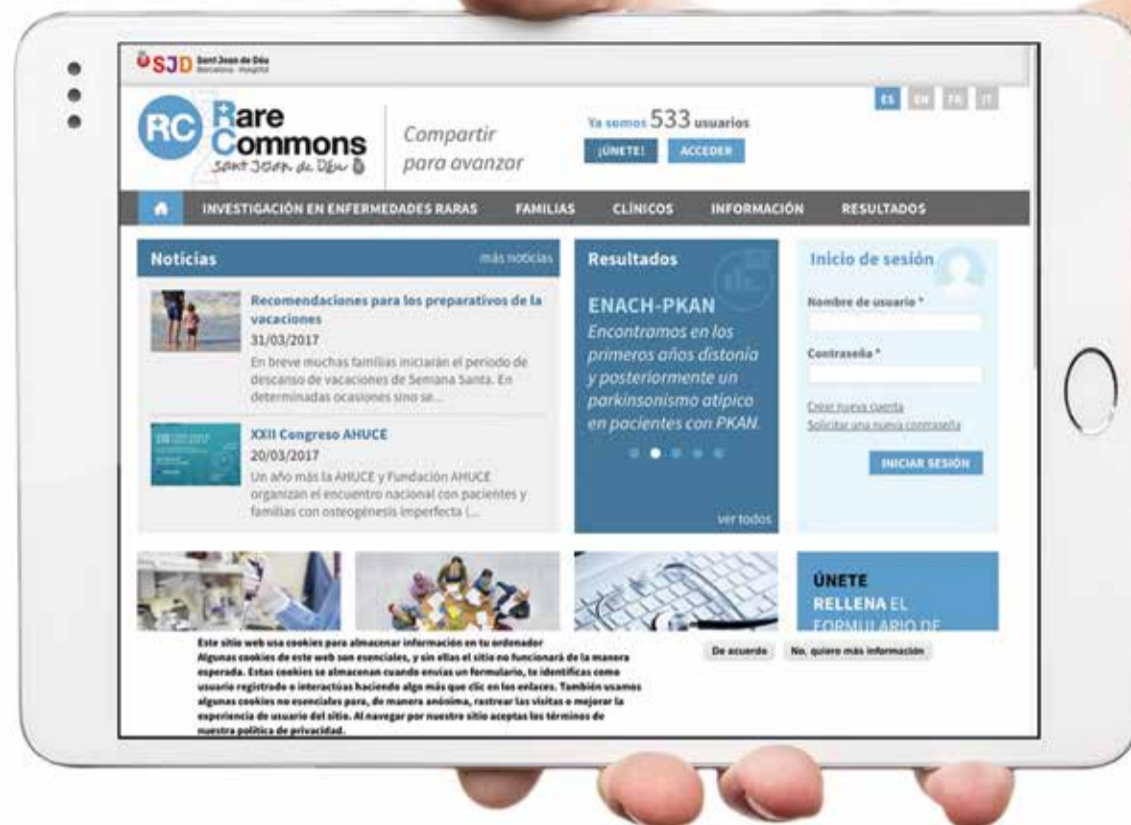 SJD Sant Joan de Déu
Barcelona · Hospital
ES EN FR IT
RC Rare
Commons
Sant Joan de Déu
Compartir
para avanzar
Ya somos 533 usuarios
¡ÚNETE! ACCEDER
INVESTIGACIÓN EN ENFERMEDADES RARAS FAMILIAS CLÍNICOS INFORMACIÓN RESULTADOS
Noticias más noticias
Recomendaciones para los preparativos de la
vacaciones
31/03/2017
En breve muchas familias iniciarán el periodo de
descanso de vacaciones de Semana Santa. En
determinadas ocasiones sino se...
XXII Congreso AHUCE
20/03/2017
Un año más la AHUCE y Fundación AHUCE
organizan el encuentro nacional con pacientes y
familias con osteogénesis imperfecta (...
Resultados
ENACH-PKAN
Encontramos en los
primeros años distonía
y posteriormente un
parkinsonismo atípico
en pacientes con PKAN.
ver todos
Inicio de sesión
Nombre de usuario *
Contraseña *
Crear nueva cuenta
Solicitar una nueva contraseña
INICIAR SESIÓN
ÚNETE
RELLENA EL
FORMULARIO DE
Este sitio web usa cookies para almacenar información en tu ordenador
Algunas cookies de este web son esenciales, y sin ellas el sitio no funcionará de la manera
esperada. Estas cookies se almacenan cuando envías un formulario, te identificas como
usuario registrado o interactúas haciendo algo más que clic en los enlaces. También usamos
algunas cookies no esenciales para, de manera anónima, rastrear las visitas o mejorar la
experiencia de usuario del sitio. Al navegar por nuestro sitio aceptas los términos de
nuestra política de privacidad.
De acuerdo No, quiero más información